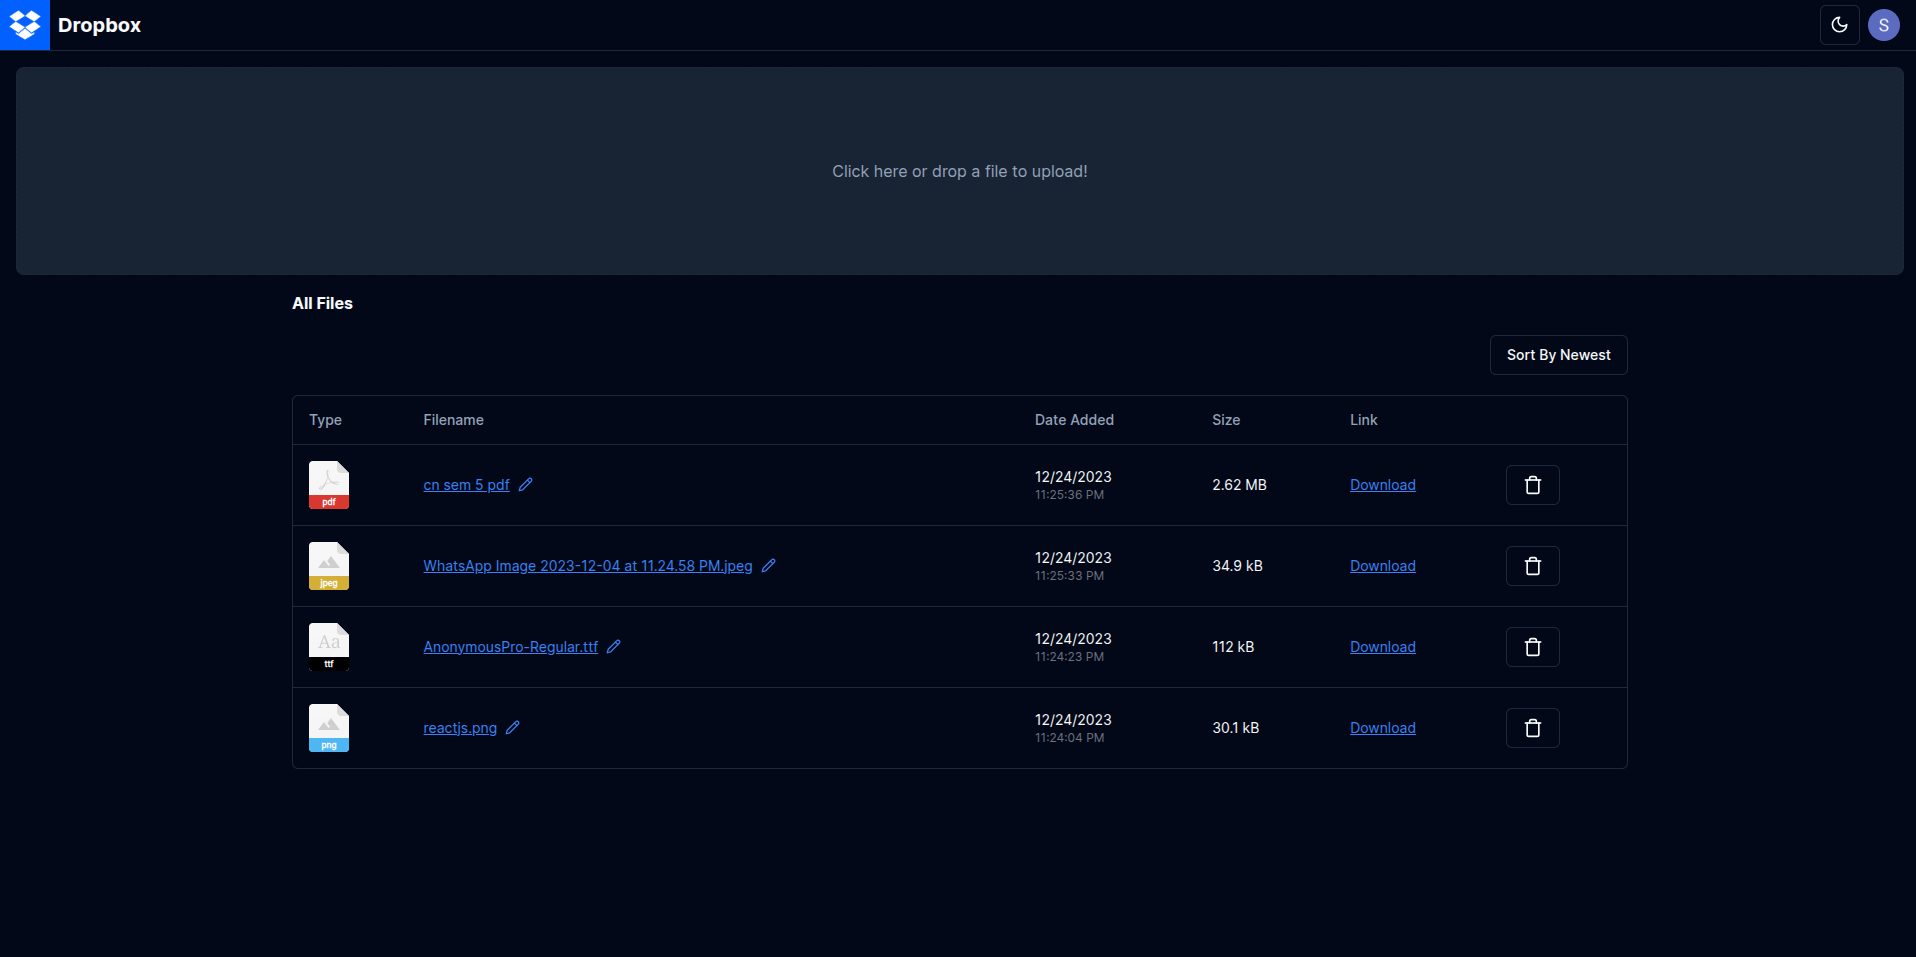 Dropbox
S
Click here or drop a file to upload!
All Files
Sort By Newest
Type Filename Date Added Size Link
pdf cn sem 5 pdf 12/24/2023 2.62 MB Download
11:25:36 PM
jpeg WhatsApp Image 2023-12-04 at 11.24.58 PM.jpeg 12/24/2023 34.9 kB Download
11:25:33 PM
Aa ttf AnonymousPro-Regular.ttf 12/24/2023 112 kB Download
11:24:23 PM
png reactjs.png 12/24/2023 30.1 kB Download
11:24:04 PM